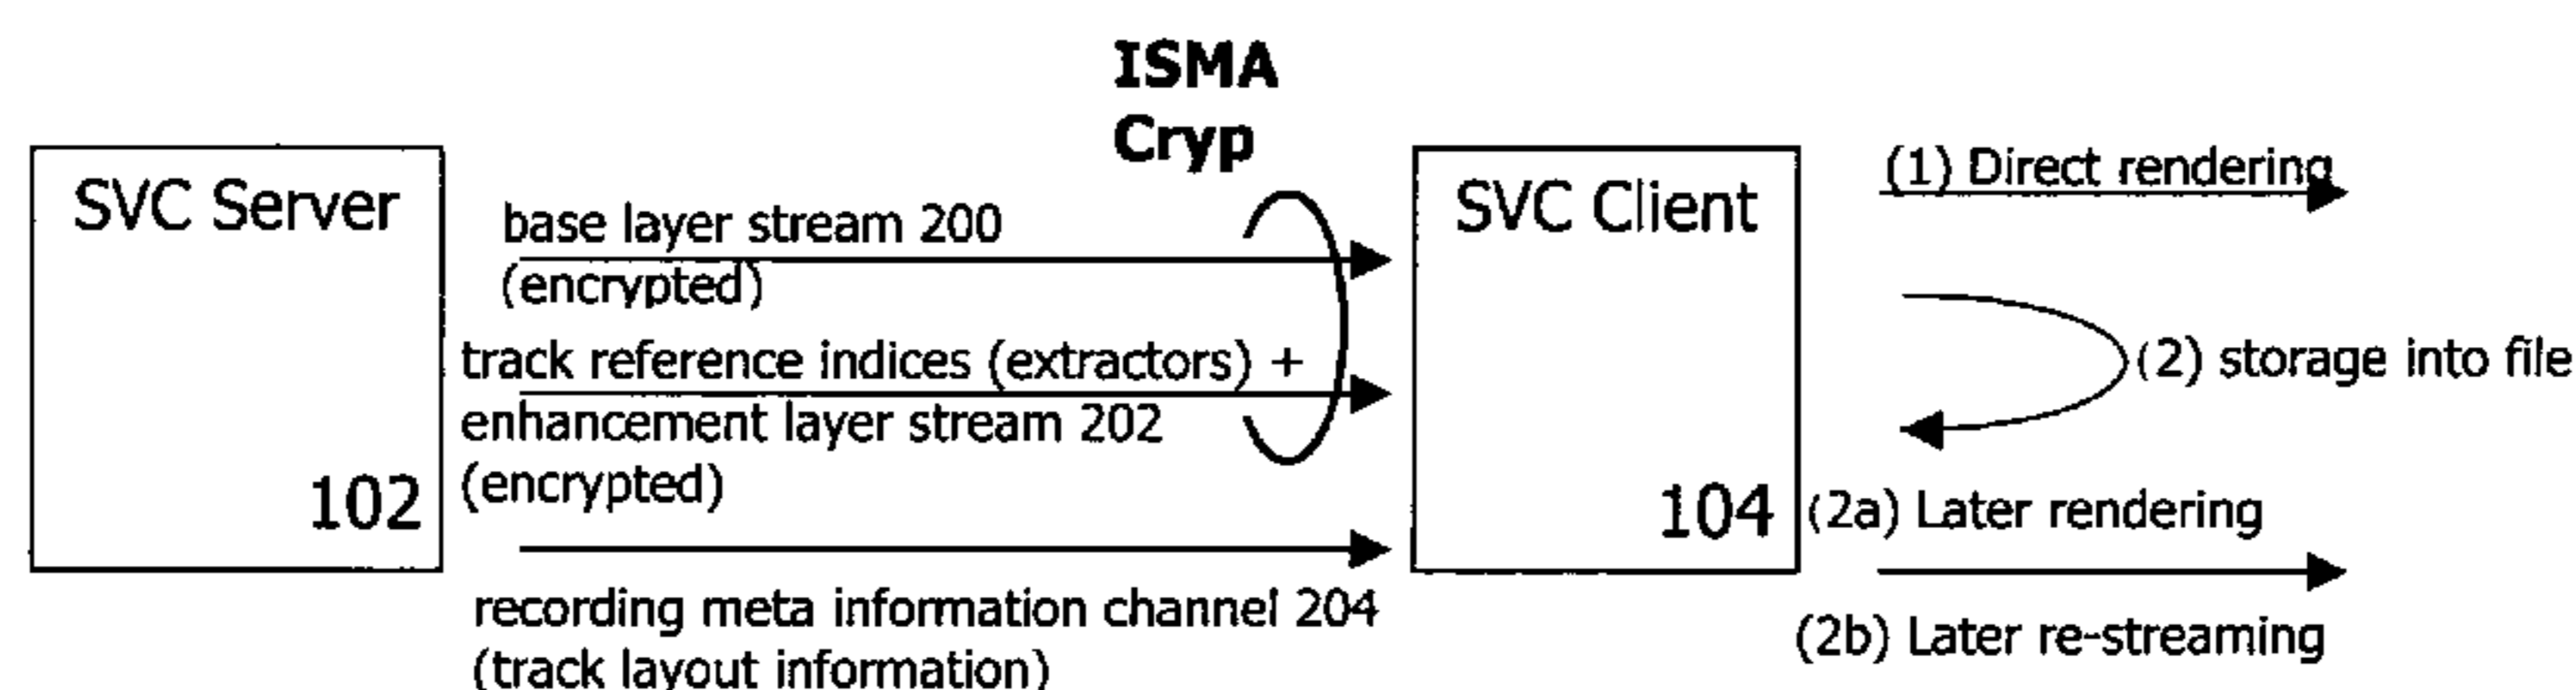 ISMA
Cryp
SVC Server
102
base layer stream 200
(encrypted)
track reference indices (extractors) +
enhancement layer stream 202
(encrypted)
recording meta information channel 204
(track layout information)
SVC Client
104
(1) Direct rendering
(2) storage into file
(2a) Later rendering
(2b) Later re-streaming